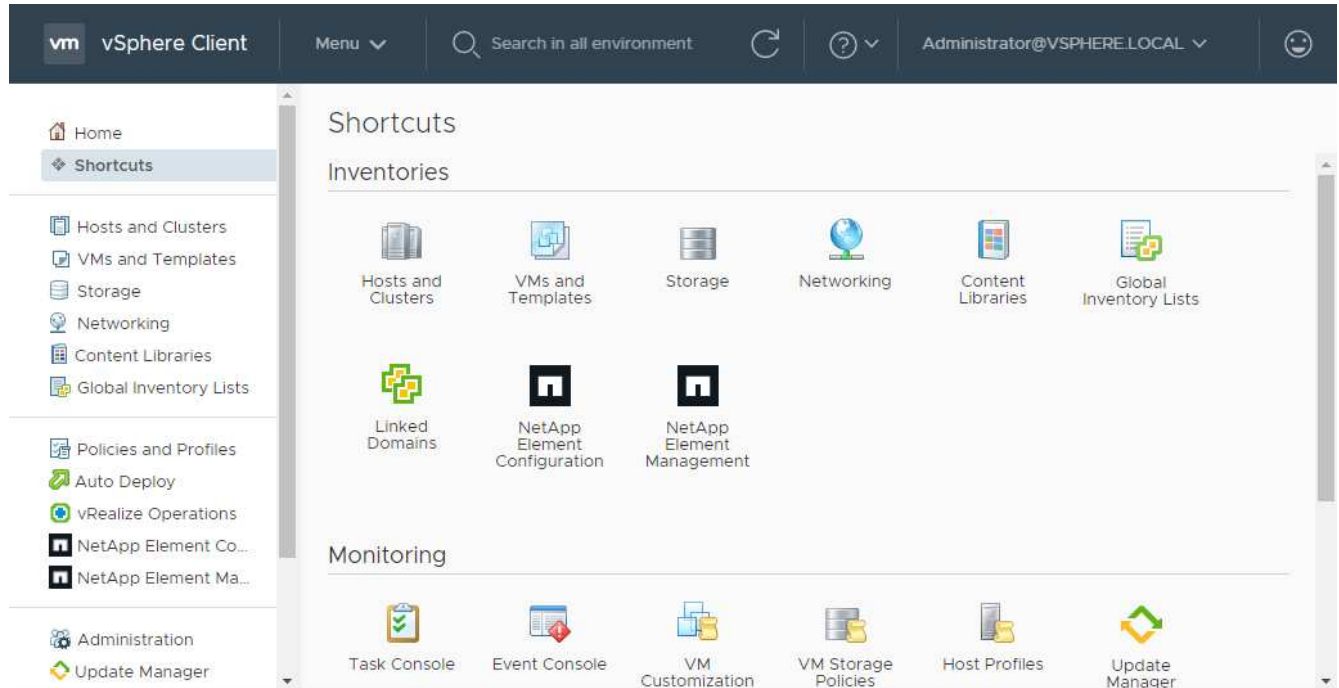 vm vSphere Client Menu Search in all environment Administrator@VSPHERE.LOCAL
Home
Shortcuts
Hosts and Clusters
VMs and Templates
Storage
Networking
Content Libraries
Global Inventory Lists
Policies and Profiles
Auto Deploy
vRealize Operations
NetApp Element Co...
NetApp Element Ma...
Administration
Update Manager
Shortcuts
Inventories
Hosts and
Clusters
VMs and
Templates
Storage
Networking
Content
Libraries
Global
Inventory Lists
Linked
Domains
NetApp
Element
Configuration
NetApp
Element
Management
Monitoring
Task Console
Event Console
VM
Customization
VM Storage
Policies
Host Profiles
Update
Manager